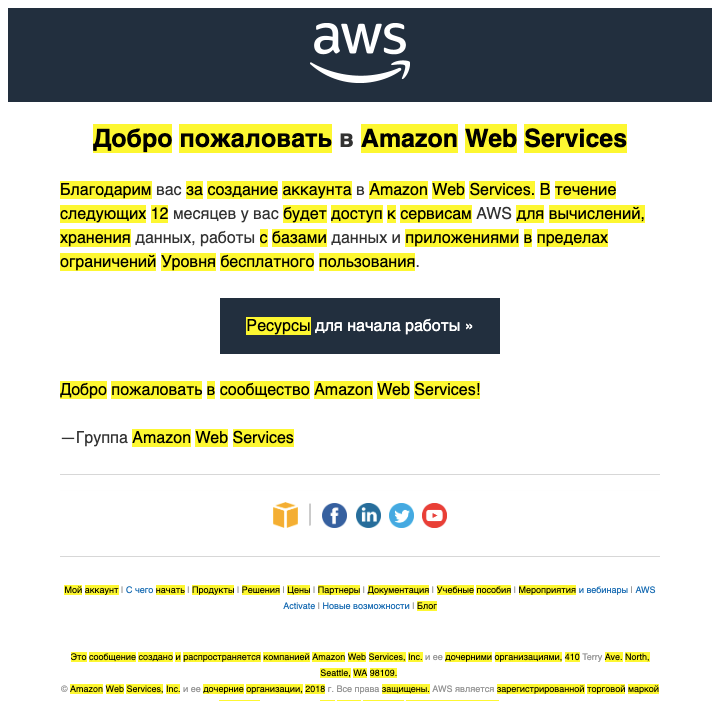 aws
Добро пожаловать в Amazon Web Services
Благодарим вас за создание аккаунта в Amazon Web Services. В течение
следующих 12 месяцев у вас будет доступ к сервисам AWS для вычислений,
хранения данных, работы с базами данных и приложениями в пределах
ограничений Уровня бесплатного пользования.
Ресурсы для начала работы »
Добро пожаловать в сообщество Amazon Web Services!
—Группа Amazon Web Services
Мой аккаунт | С чего начать | Продукты | Решения | Цены | Партнеры | Документация | Учебные пособия | Мероприятия и вебинары | AWS
Activate | Новые возможности | Блог
Это сообщение создано и распространяется компанией Amazon Web Services, Inc. и ее дочерними организациями, 410 Terry Ave. North,
Seattle, WA 98109.
© Amazon Web Services, Inc. и ее дочерние организации, 2018 г. Все права защищены. AWS является зарегистрированной торговой маркой